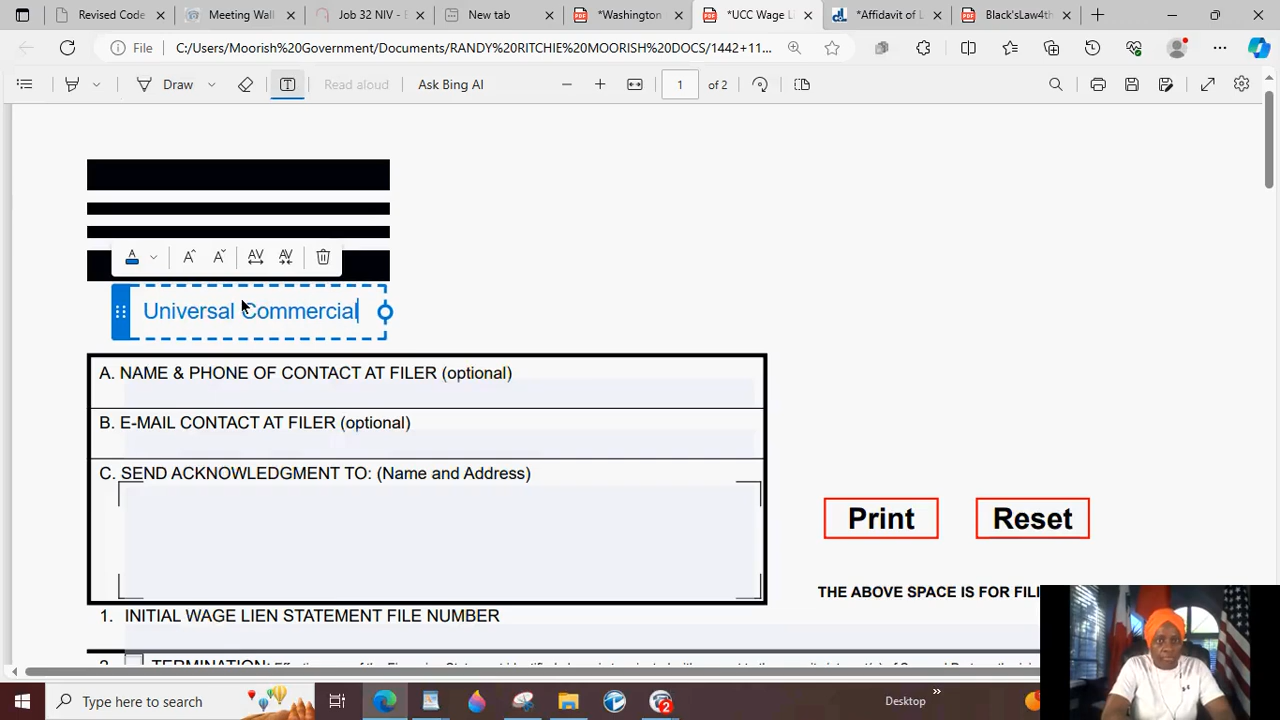 Revised Code
Meeting Wall
Job 32 NIV - E
New tab
*Washington
*UCC Wage Li
*Affidavit of L
Black'sLaw4th
File
C:/Users/Moorish%20Government/Documents/RANDY%20RITCHIE%20MOORISH%20DOCS/1442+11...
Draw
Read aloud
Ask Bing AI
1
of 2
Universal Commercial
A. NAME & PHONE OF CONTACT AT FILER (optional)
B. E-MAIL CONTACT AT FILER (optional)
C. SEND ACKNOWLEDGMENT TO: (Name and Address)
Print
Reset
THE ABOVE SPACE IS FOR FILI
1. INITIAL WAGE LIEN STATEMENT FILE NUMBER
TERMINATION:
Type here to search
2
Desktop